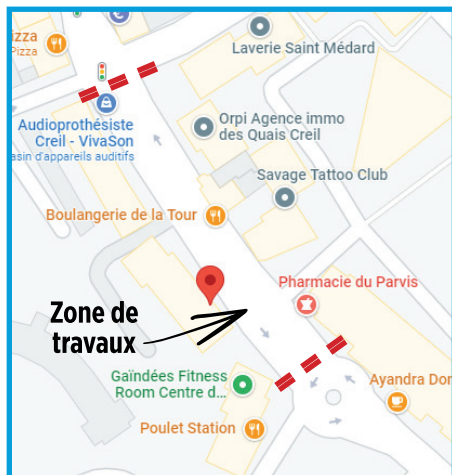 izza
Pizza
Laverie Saint Médard
Audioprothésiste
Creil - VivaSon
asin d'appareils auditifs
Orpi Agence immo
des Quais Creil
Savage Tattoo Club
Boulangerie de la Tour
Pharmacie du Parvis
Zone de
travaux
Gaïndées Fitness
Room Centre d...
Ayandra Dor
Poulet Station